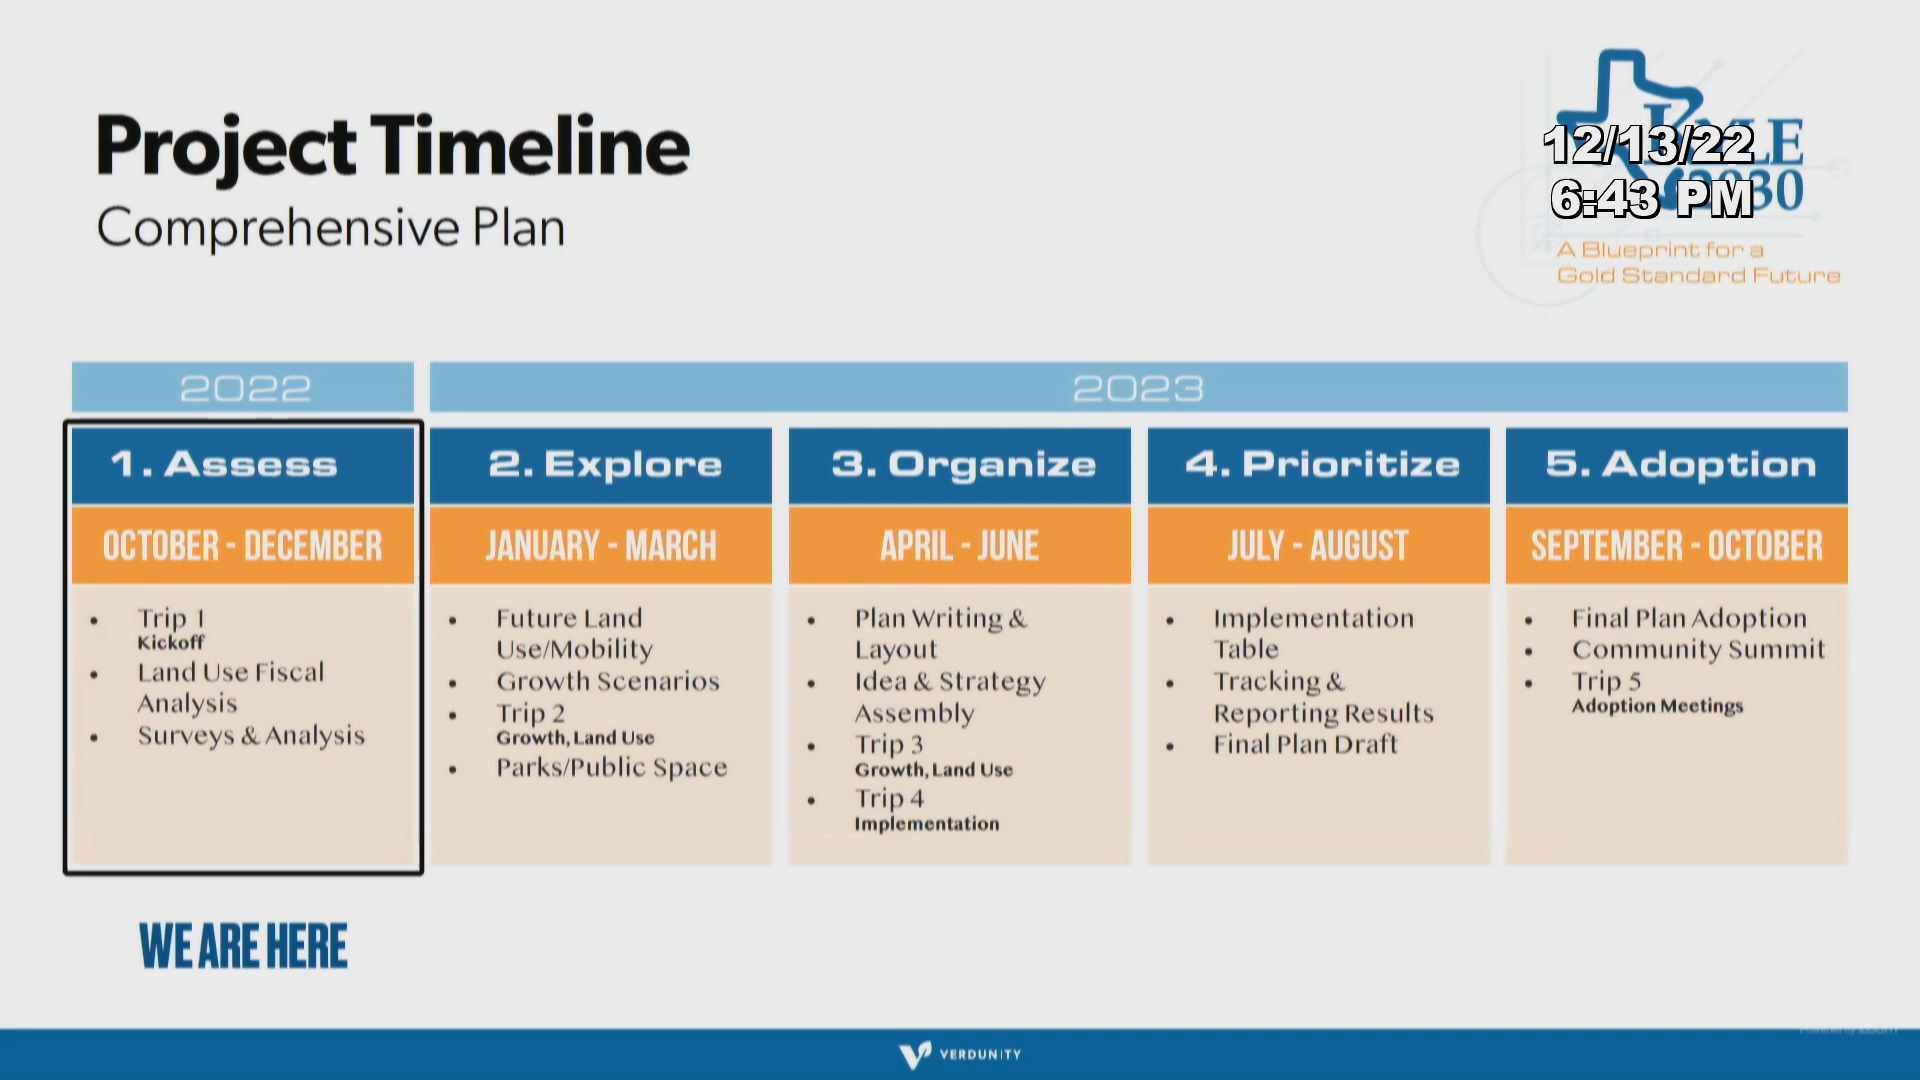 Project Timeline
Comprehensive Plan
12/13/22
6:43 PM
A Blueprint for a
Gold Standard Future
2022
2023
1. Assess
OCTOBER - DECEMBER
• Trip 1
Kickoff
• Land Use Fiscal
Analysis
• Surveys & Analysis
2. Explore
JANUARY - MARCH
• Future Land
Use/Mobility
• Growth Scenarios
• Trip 2
Growth, Land Use
• Parks/Public Space
3. Organize
APRIL - JUNE
• Plan Writing &
Layout
• Idea & Strategy
Assembly
• Trip 3
Growth, Land Use
• Trip 4
Implementation
4. Prioritize
JULY - AUGUST
• Implementation
Table
• Tracking &
Reporting Results
• Final Plan Draft
5. Adoption
SEPTEMBER - OCTOBER
• Final Plan Adoption
• Community Summit
• Trip 5
Adoption Meetings
WE ARE HERE
VERDUNITY